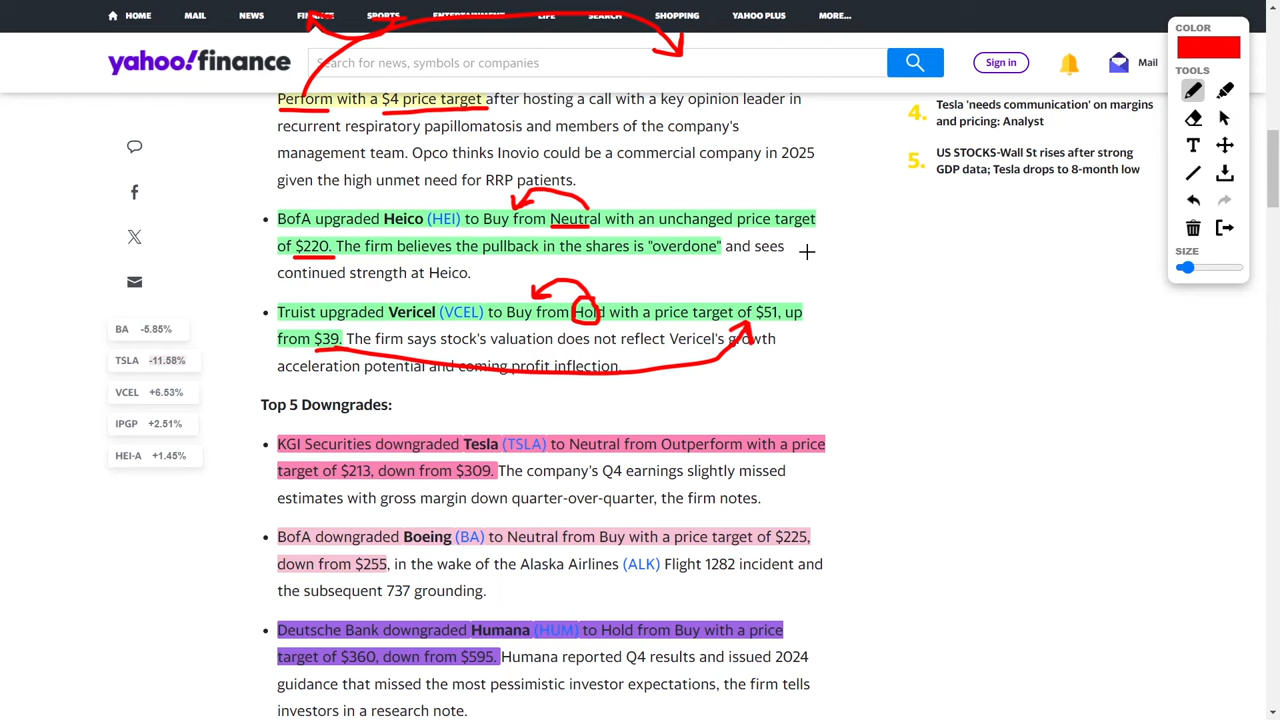 HOME MAIL NEWS FINANCE SPORTS ENTERTAINMENT LIFE SEARCH SHOPPING YAHOO PLUS MORE...
yahoo!finance
Search for news, symbols or companies
Sign in
Mail
Perform with a $4 price target after hosting a call with a key opinion leader in
recurrent respiratory papillomatosis and members of the company's
management team. Opco thinks Inovio could be a commercial company in 2025
given the high unmet need for RRP patients.
• BofA upgraded Heico (HEI) to Buy from Neutral with an unchanged price target
of $220. The firm believes the pullback in the shares is "overdone" and sees
continued strength at Heico.
• Truist upgraded Vericel (VCEL) to Buy from Hold with a price target of $51, up
from $39. The firm says stock's valuation does not reflect Vericel's growth
acceleration potential and coming profit inflection.
Top 5 Downgrades:
• KGI Securities downgraded Tesla (TSLA) to Neutral from Outperform with a price
target of $213, down from $309. The company's Q4 earnings slightly missed
estimates with gross margin down quarter-over-quarter, the firm notes.
• BofA downgraded Boeing (BA) to Neutral from Buy with a price target of $225,
down from $255, in the wake of the Alaska Airlines (ALK) Flight 1282 incident and
the subsequent 737 grounding.
• Deutsche Bank downgraded Humana (HUM) to Hold from Buy with a price
target of $360, down from $595. Humana reported Q4 results and issued 2024
guidance that missed the most pessimistic investor expectations, the firm tells
investors in a research note.
BA -5.85%
TSLA -11.58%
VCEL +6.53%
IPGP +2.51%
HEI-A +1.45%
4. Tesla 'needs communication' on margins
and pricing: Analyst
5. US STOCKS-Wall St rises after strong
GDP data; Tesla drops to 8-month low
COLOR
TOOLS
T
SIZE